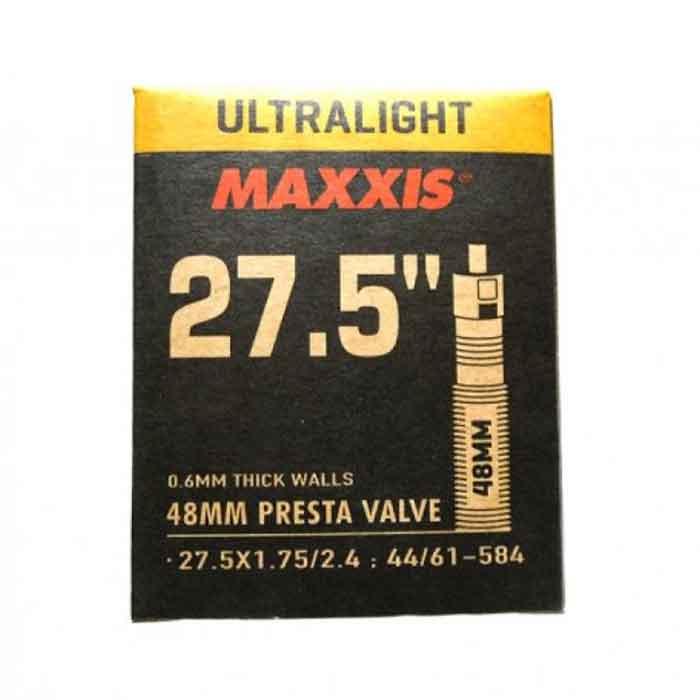 ULTRALIGHT
MAXXIS®
27.5"
48MM
0.6MM THICK WALLS
48MM PRESTA VALVE
·27.5X1.75/2.4 : 44/61-584